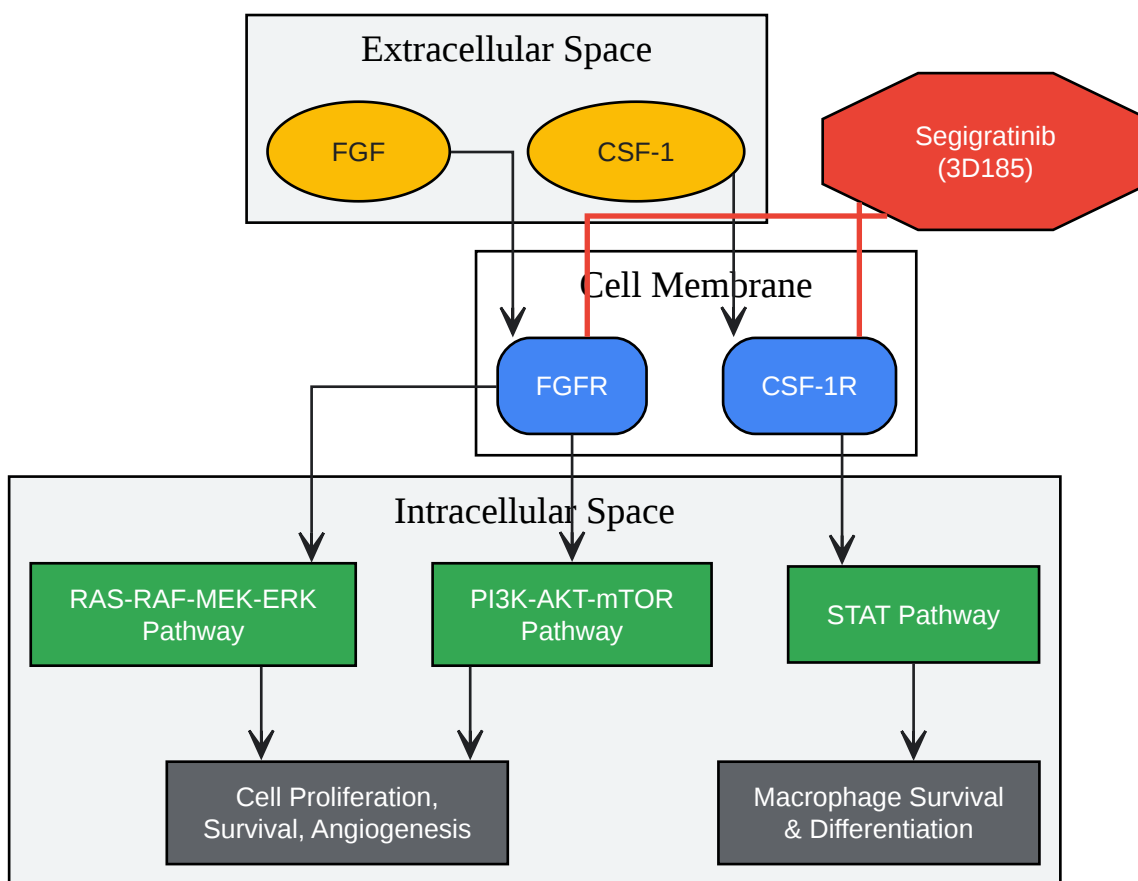 Extracellular Space
FGF
CSF-1
Segigratinib
(3D185)
Cell Membrane
FGFR
CSF-1R
Intracellular Space
RAS-RAF-MEK-ERK
Pathway
PI3K-AKT-mTOR
Pathway
STAT Pathway
Cell Proliferation,
Survival, Angiogenesis
Macrophage Survival
& Differentiation